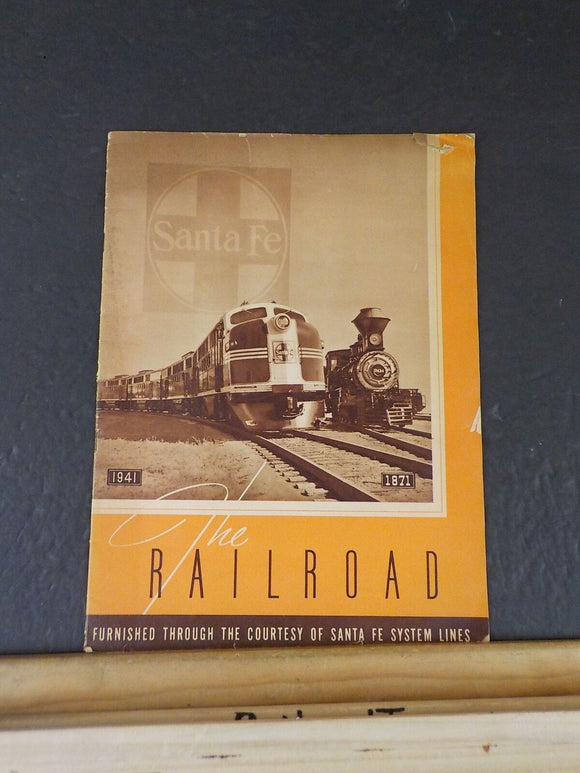 Santa Fe
1941
1871
The
RAILROAD
FURNISHED THROUGH THE COURTESY OF SANTA FE SYSTEM LINES